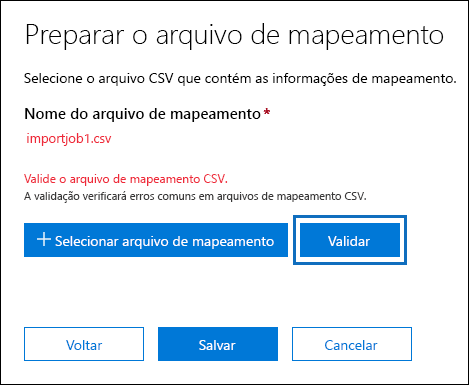 Preparar o arquivo de mapeamento
Selecione o arquivo CSV que contém as informações de mapeamento.
Nome do arquivo de mapeamento*
importjob1.csv
Valide o arquivo de mapeamento CSV.
A validação verificará erros comuns em arquivos de mapeamento CSV.
+ Selecionar arquivo de mapeamento Validar
Voltar Salvar Cancelar